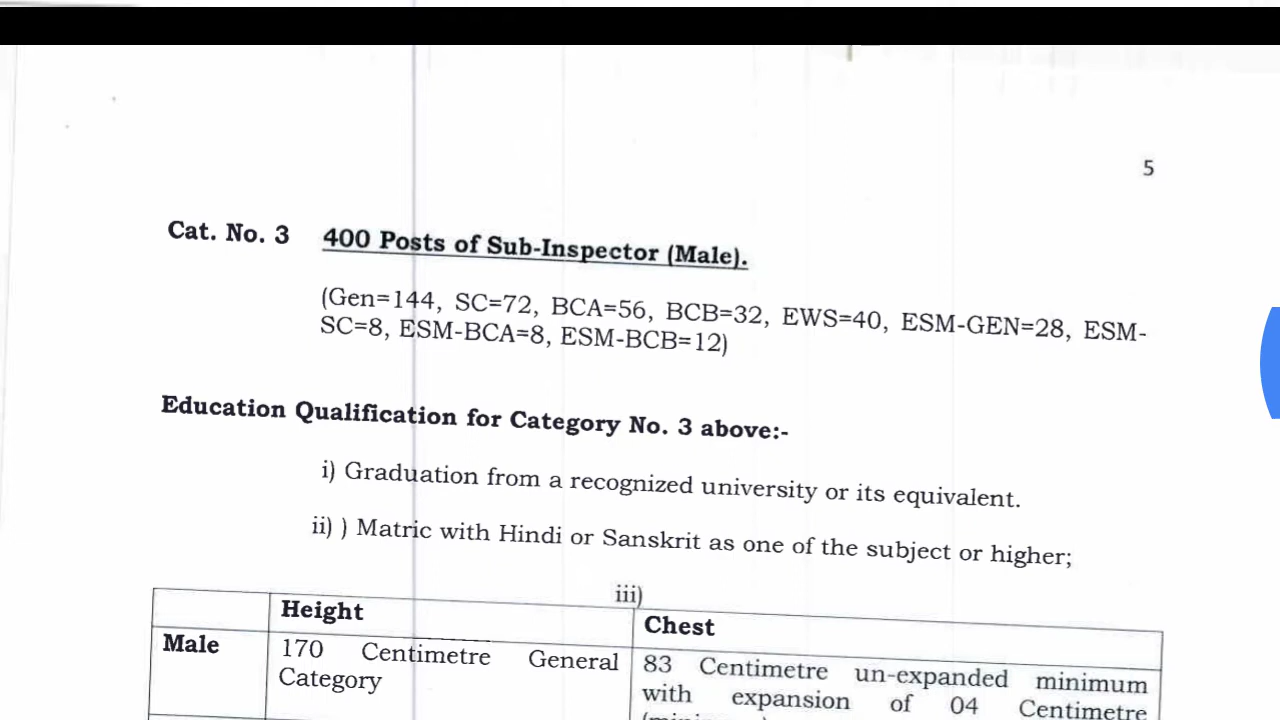 5
Cat. No. 3 400 Posts of Sub-Inspector (Male).
(Gen=144, SC=72, BCA=56, BCB=32, EWS=40, ESM-GEN=28, ESM-
SC=8, ESM-BCA=8, ESM-BCB=12)
Education Qualification for Category No. 3 above:-
i) Graduation from a recognized university or its equivalent.
ii) ) Matric with Hindi or Sanskrit as one of the subject or higher;
iii)
Height Chest
Male 170 Centimetre General 83 Centimetre un-expanded minimum
Category with expansion of 04 Centimetre